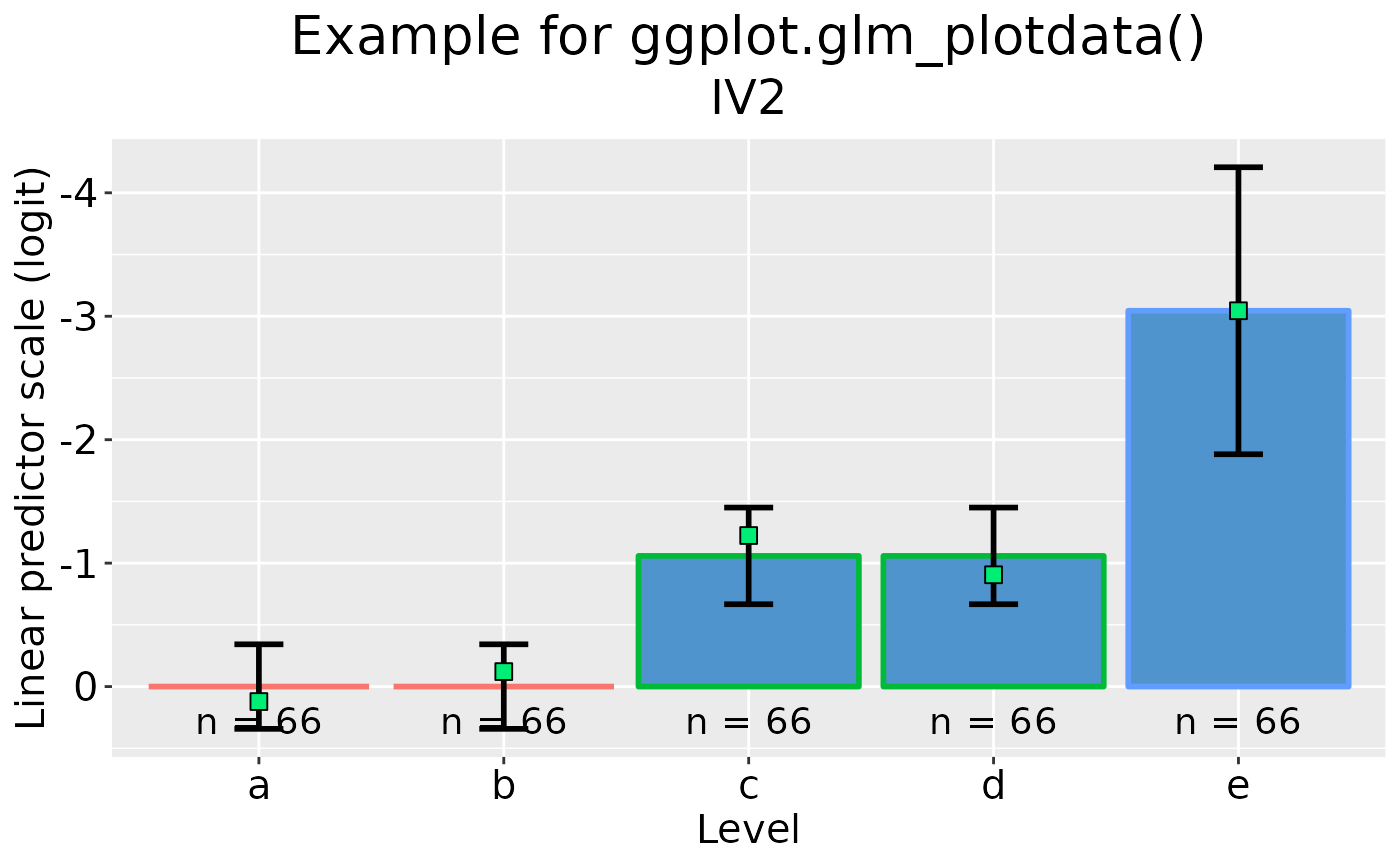 Example for ggplot.glm_plotdata()
IV2
Linear predictor scale (logit)
-4
-3
-2
-1
0
n = 66 n = 66 n = 66 n = 66 n = 66
a b c d e
Level